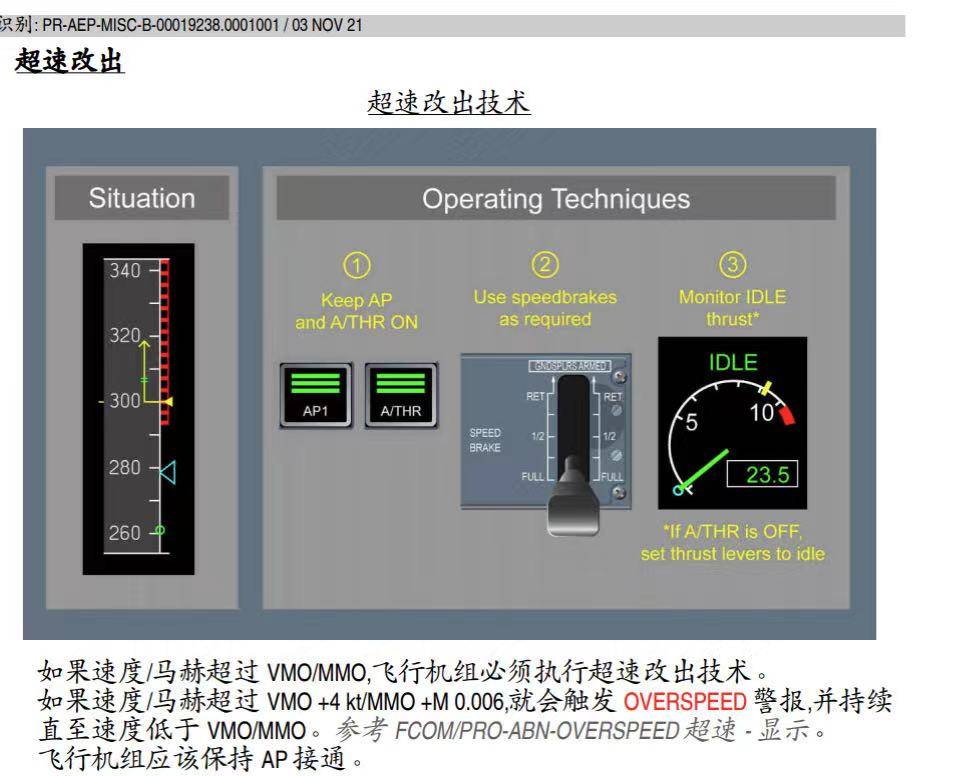 识别: PR-AEP-MISC-B-00019238.0001001 / 03 NOV 21
超速改出
超速改出技术
Situation
Operating Techniques
340
320
300
280
260
1
Keep AP
and A/THR ON
AP1
A/THR
2
Use speedbrakes
as required
GND SPLRS ARMED
RET RET
SPEED
BRAKE
1/2 1/2
FULL FULL
3
Monitor IDLE
thrust*
IDLE
5
10
23.5
*If A/THR is OFF,
set thrust levers to idle
如果速度/马赫超过 VMO/MMO,飞行机组必须执行超速改出技术。
如果速度/马赫超过 VMO +4 kt/MMO +M 0.006,就会触发 OVERSPEED 警报,并持续
直至速度低于 VMO/MMO。参考 FCOM/PRO-ABN-OVERSPEED 超速 - 显示。
飞行机组应该保持 AP 接通。